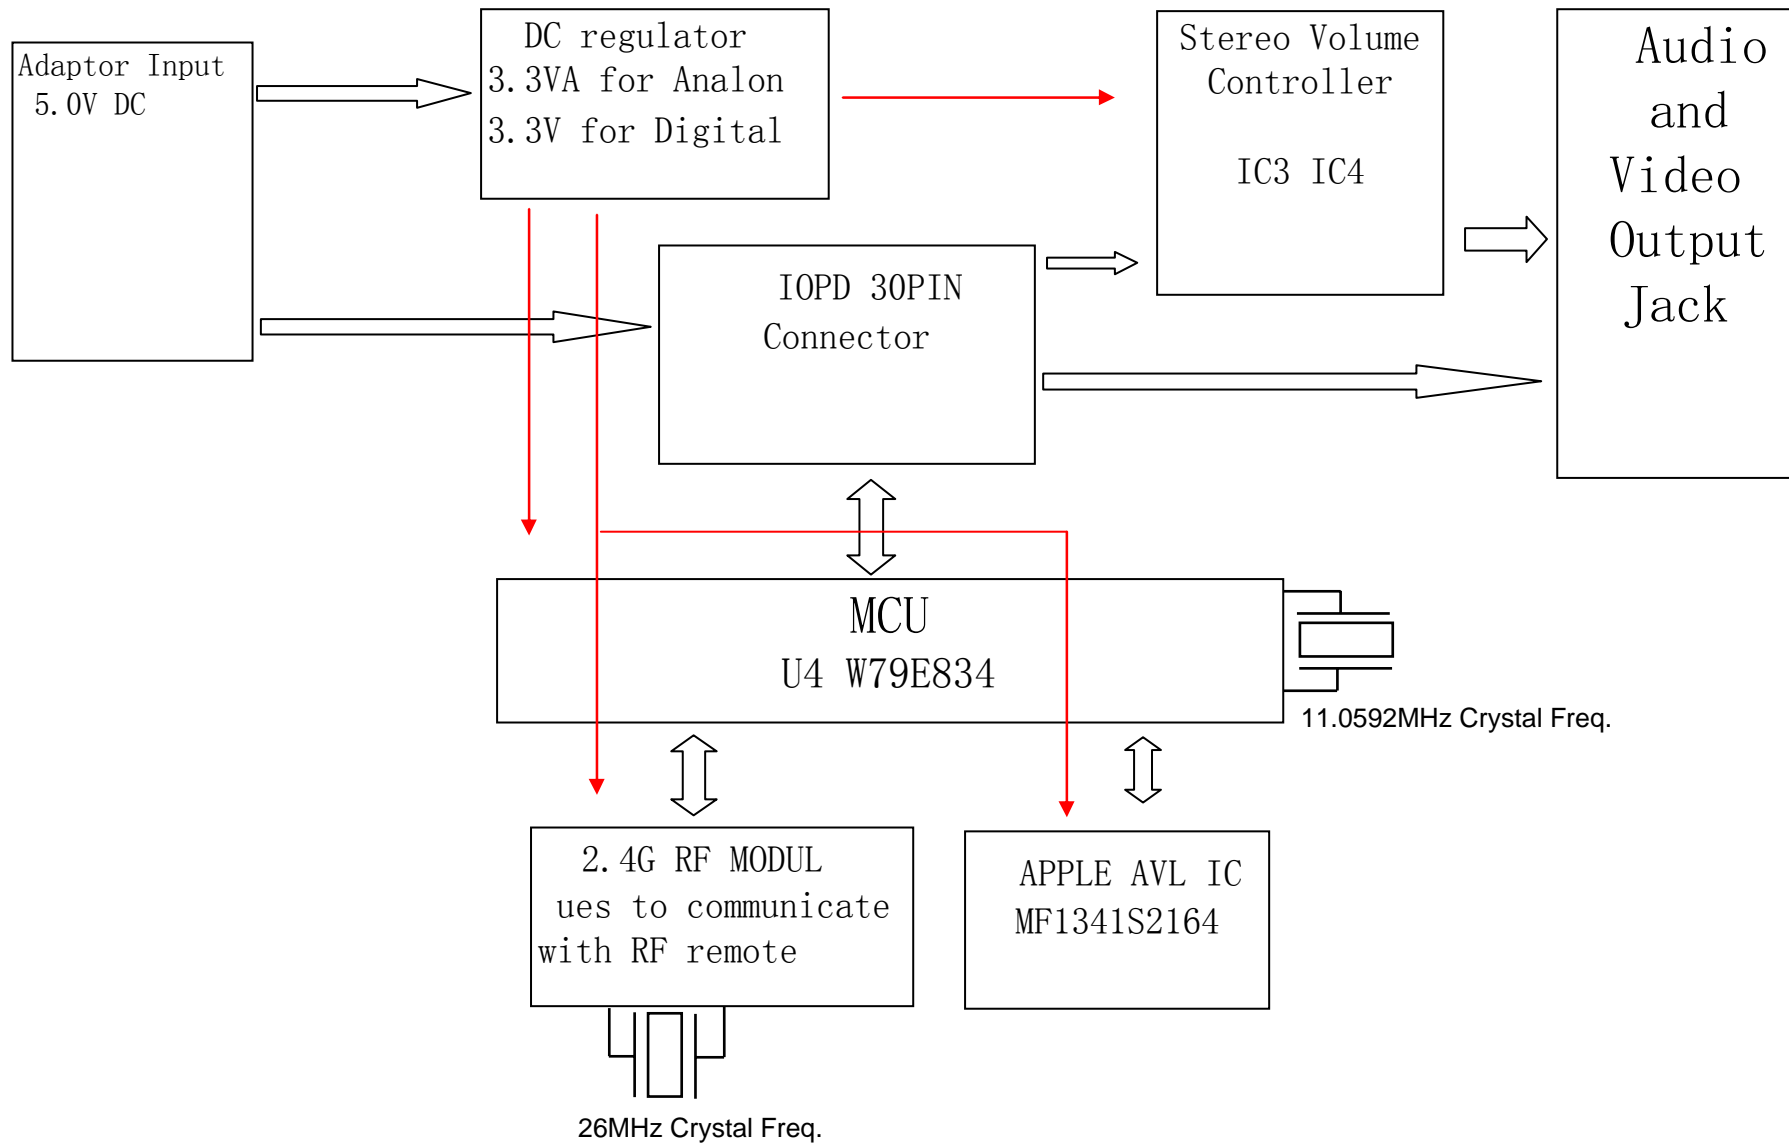 Adaptor Input
5.0V DC
DC regulator
3.3VA for Analon
3.3V for Digital
Stereo Volume
Controller
IC3 IC4
Audio
and
Video
Output
Jack
IOPD 30PIN
Connector
MCU
U4 W79E834
11.0592MHz Crystal Freq.
2.4G RF MODUL
ues to communicate
with RF remote
APPLE AVL IC
MF1341S2164
26MHz Crystal Freq.